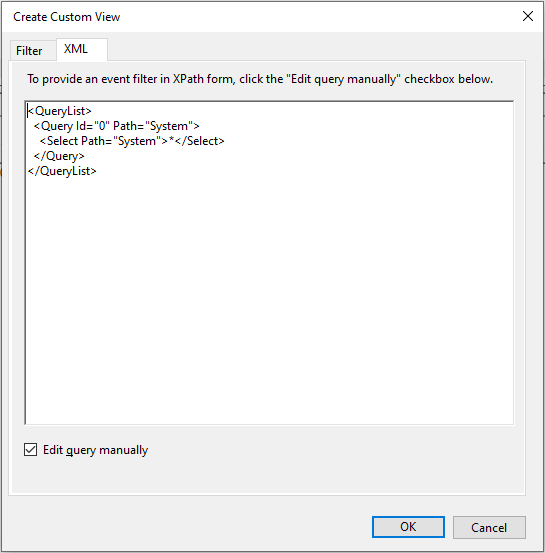 Create Custom View
Filter
XML
To provide an event filter in XPath form, click the "Edit query manually" checkbox below.
<QueryList>
  <Query Id="0" Path="System">
    <Select Path="System">*</Select>
  </Query>
</QueryList>
Edit query manually
OK
Cancel